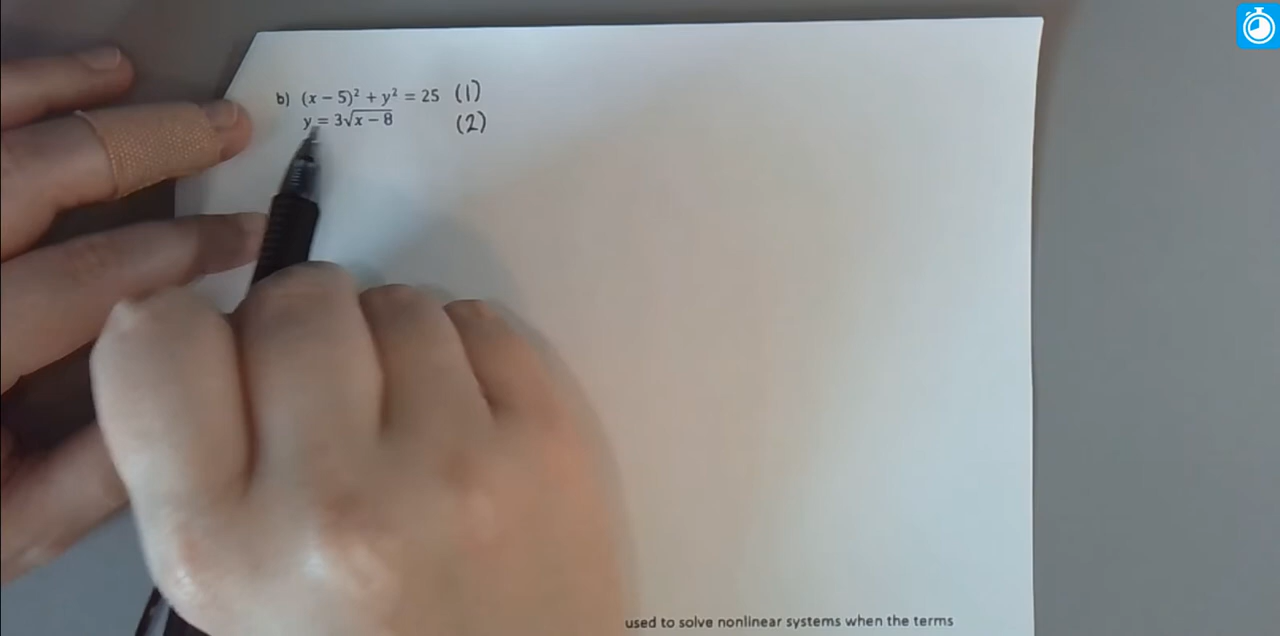 b) (x – 5)² + y² = 25 (1)
y = 3√x – 8 (2)
used to solve nonlinear systems when the terms